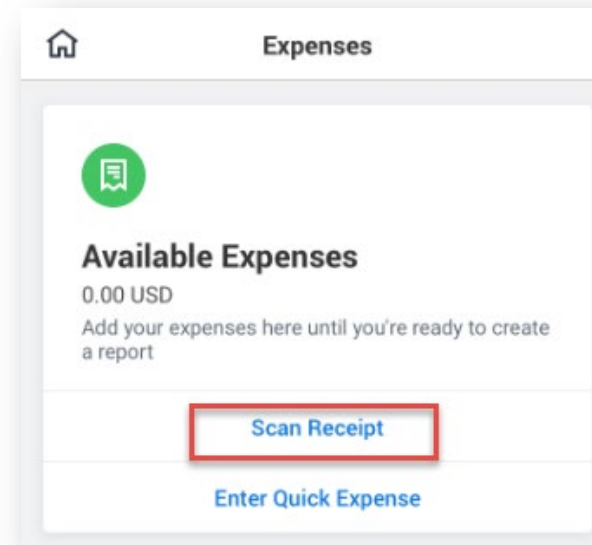 Expenses
Available Expenses
0.00 USD
Add your expenses here until you're ready to create
a report
Scan Receipt
Enter Quick Expense